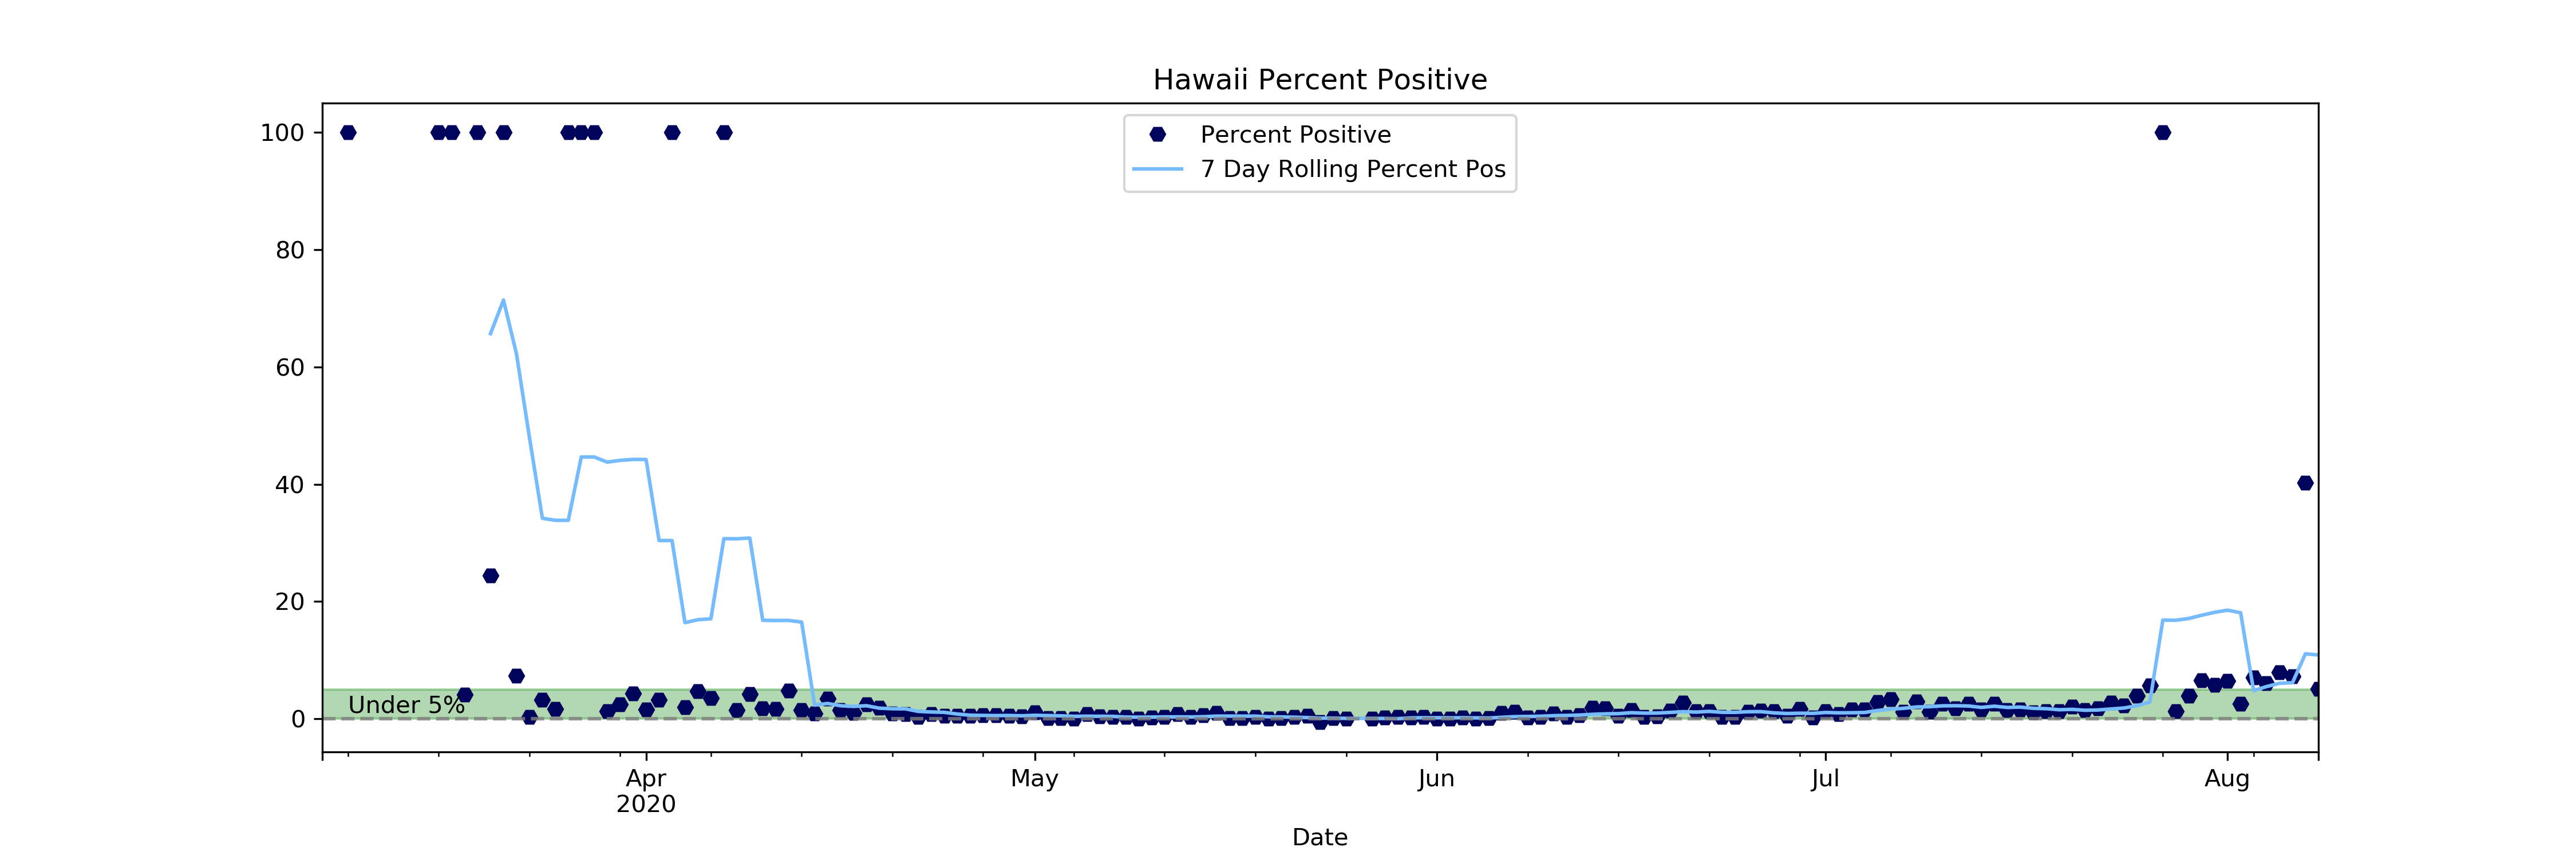 Hawaii Percent Positive
Percent Positive
7 Day Rolling Percent Pos
100
80
60
40
20
0
Under 5%
Apr
2020
May
Jun
Jul
Aug
Date